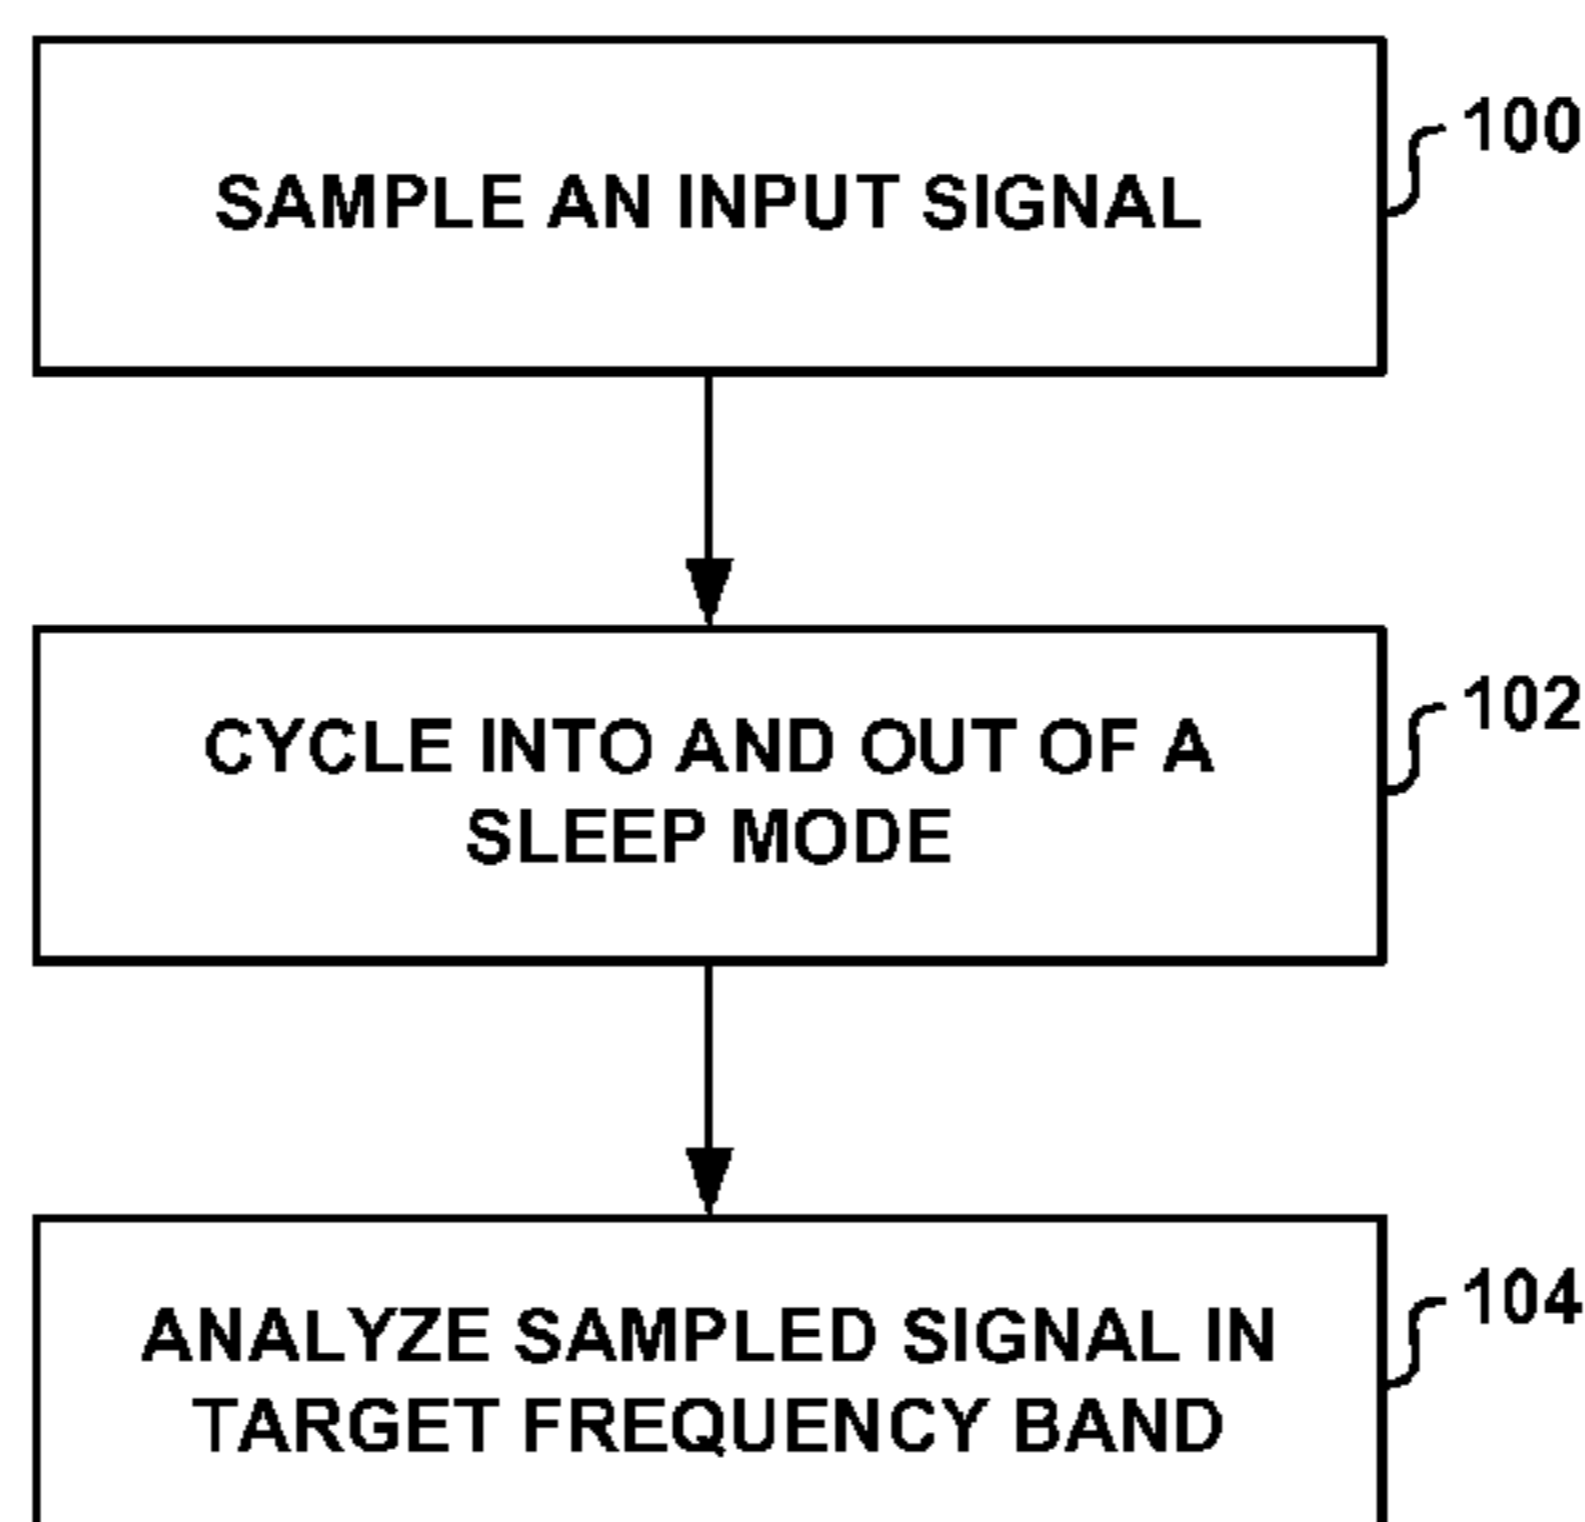 SAMPLE AN INPUT SIGNAL
100
CYCLE INTO AND OUT OF A
SLEEP MODE
102
ANALYZE SAMPLED SIGNAL IN
TARGET FREQUENCY BAND
104